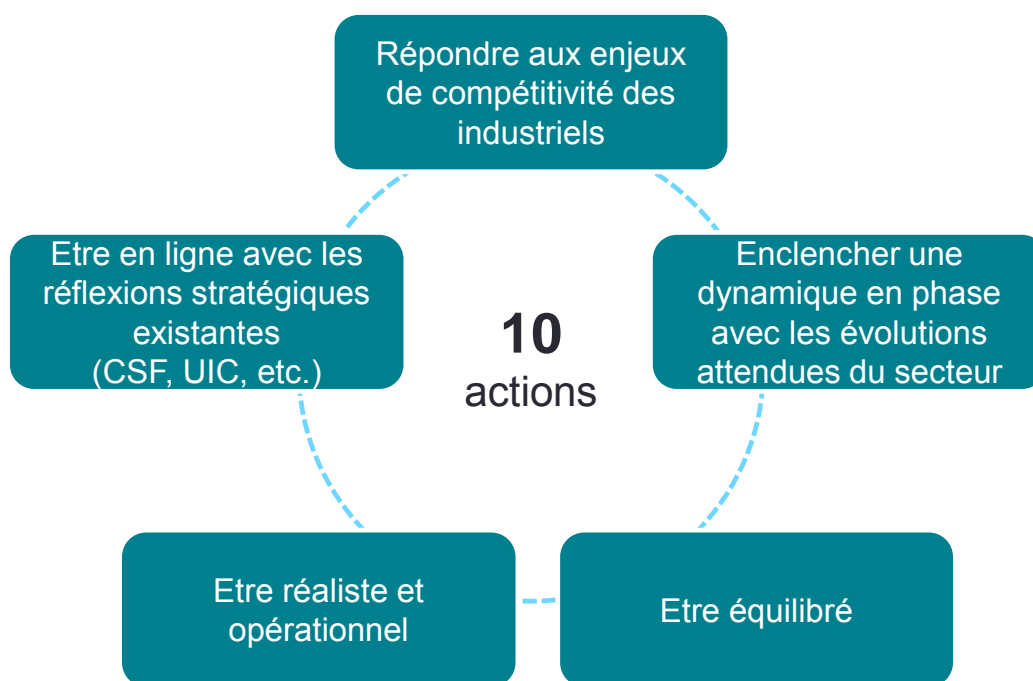 Répondre aux enjeux
de compétitivité des
industriels
Etre en ligne avec les
réflexions stratégiques
existantes
(CSF, UIC, etc.)
Enclencher une
dynamique en phase
avec les évolutions
attendues du secteur
10
actions
Etre réaliste et
opérationnel
Etre équilibré